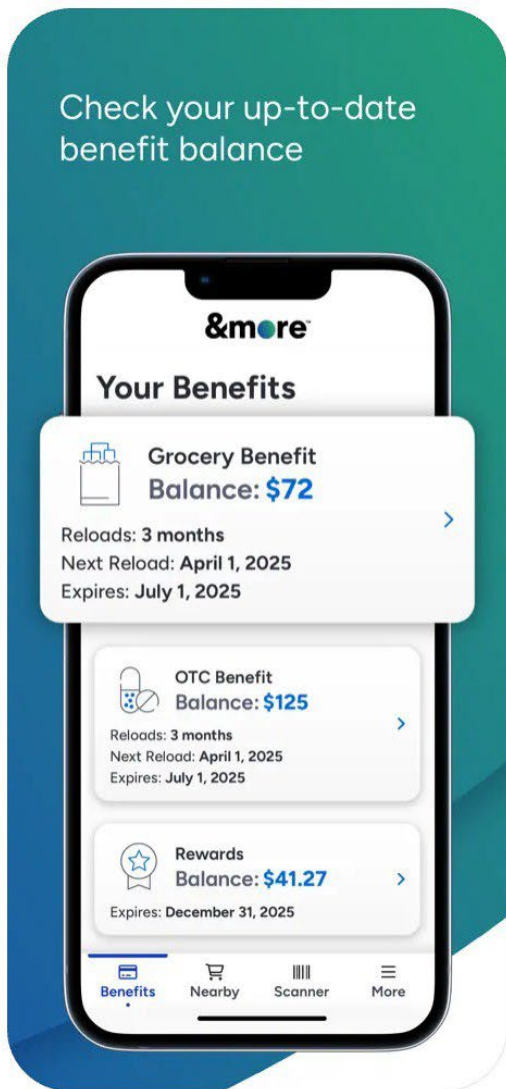 Check your up-to-date
benefit balance
&more™
Your Benefits
Grocery Benefit
Balance: $72
Reloads: 3 months
Next Reload: April 1, 2025
Expires: July 1, 2025
OTC Benefit
Balance: $125
Reloads: 3 months
Next Reload: April 1, 2025
Expires: July 1, 2025
Rewards
Balance: $41.27
Expires: December 31, 2025
Benefits Nearby Scanner More